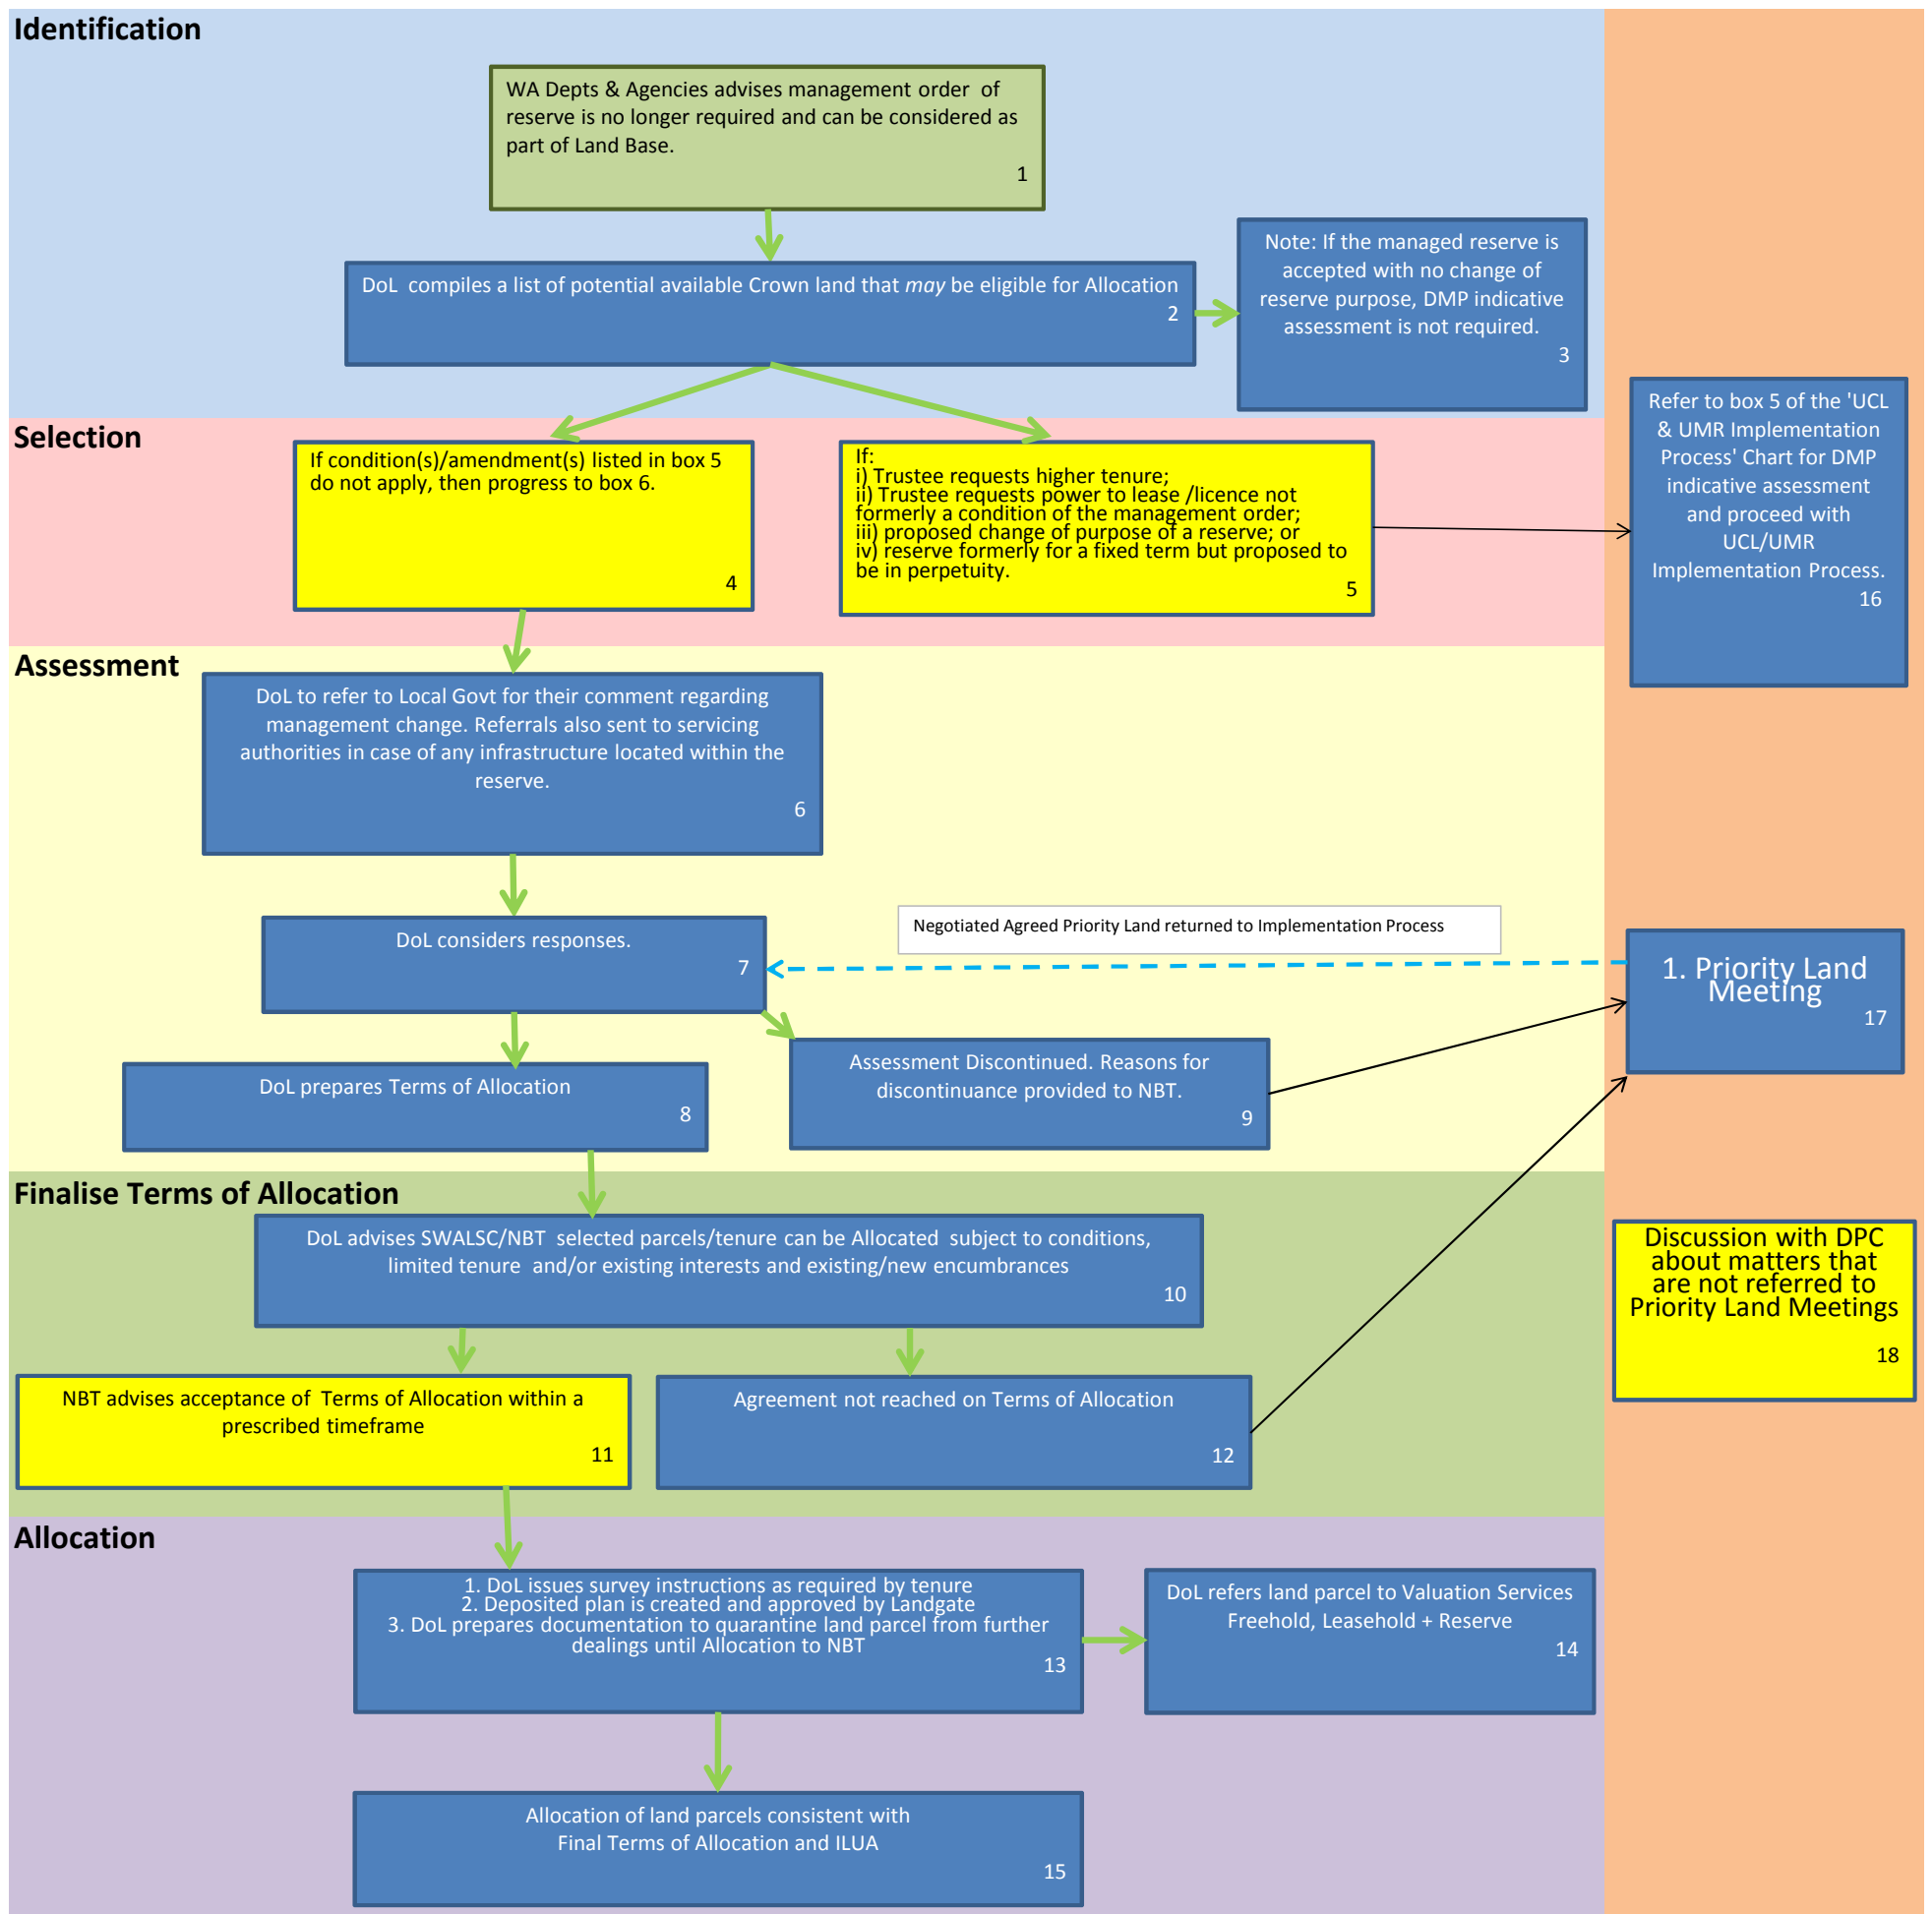 Identification
WA Depts & Agencies advises management order of
reserve is no longer required and can be considered as
part of Land Base.
1
DoL compiles a list of potential available Crown land that may be eligible for Allocation
2
Note: If the managed reserve is
accepted with no change of
reserve purpose, DMP indicative
assessment is not required.
3
Selection
If condition(s)/amendment(s) listed in box 5
do not apply, then progress to box 6.
4
If:
i) Trustee requests higher tenure;
ii) Trustee requests power to lease /licence not
formerly a condition of the management order;
iii) proposed change of purpose of a reserve; or
iv) reserve formerly for a fixed term but proposed to
be in perpetuity.
5
Refer to box 5 of the 'UCL
& UMR Implementation
Process' Chart for DMP
indicative assessment
and proceed with
UCL/UMR
Implementation Process.
16
Assessment
DoL to refer to Local Govt for their comment regarding
management change. Referrals also sent to servicing
authorities in case of any infrastructure located within the
reserve.
6
DoL considers responses.
7
Negotiated Agreed Priority Land returned to Implementation Process
1. Priority Land
Meeting
17
DoL prepares Terms of Allocation
8
Assessment Discontinued. Reasons for
discontinuance provided to NBT.
9
Finalise Terms of Allocation
DoL advises SWALSC/NBT selected parcels/tenure can be Allocated subject to conditions,
limited tenure and/or existing interests and existing/new encumbrances
10
Discussion with DPC
about matters that
are not referred to
Priority Land Meetings
18
NBT advises acceptance of Terms of Allocation within a
prescribed timeframe
11
Agreement not reached on Terms of Allocation
12
Allocation
1. DoL issues survey instructions as required by tenure
2. Deposited plan is created and approved by Landgate
3. DoL prepares documentation to quarantine land parcel from further
dealings until Allocation to NBT
13
DoL refers land parcel to Valuation Services
Freehold, Leasehold + Reserve
14
Allocation of land parcels consistent with
Final Terms of Allocation and ILUA
15